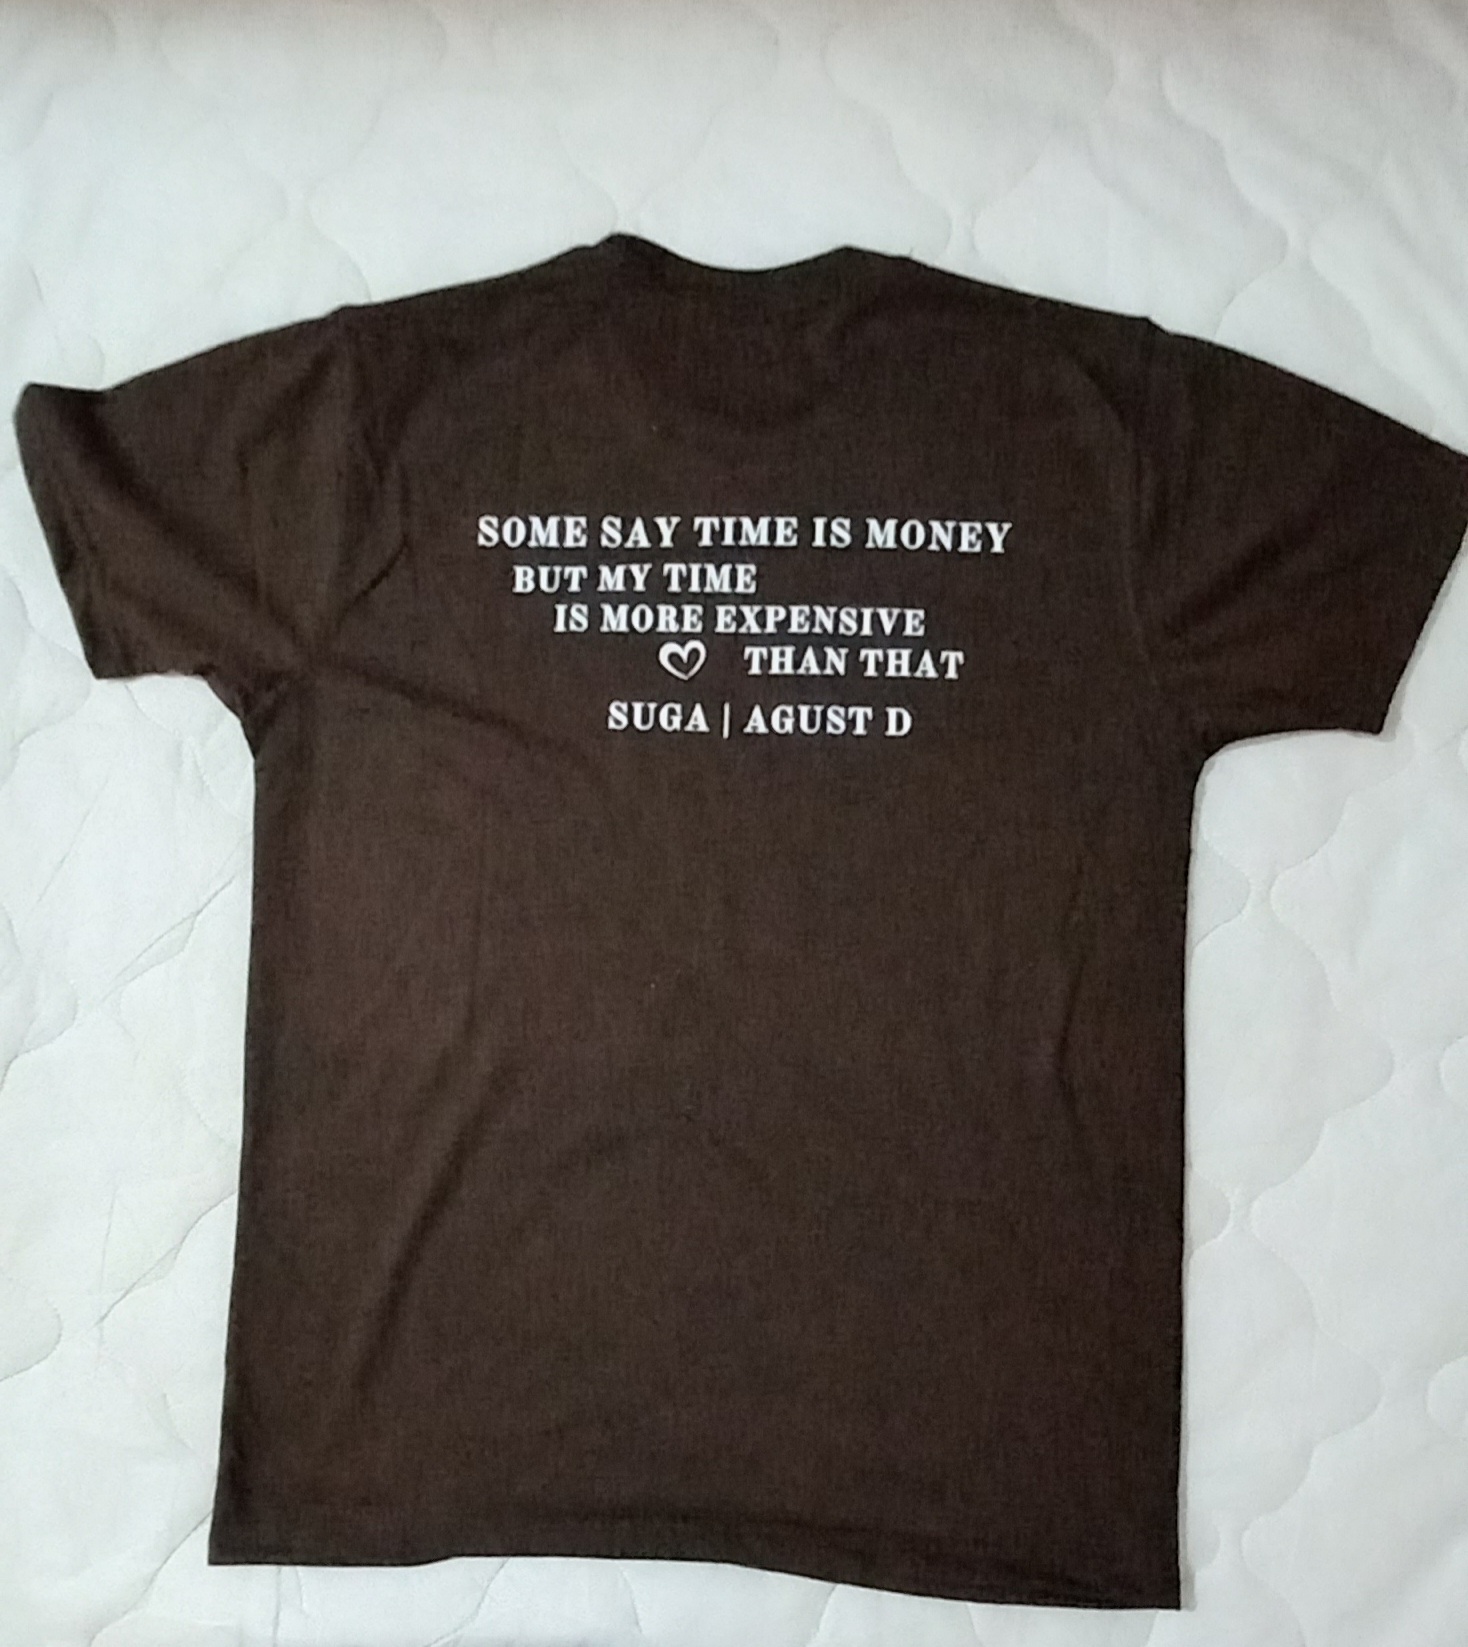 SOME SAY TIME IS MONEY
BUT MY TIME
IS MORE EXPENSIVE
THAN THAT
SUGA | AGUST D